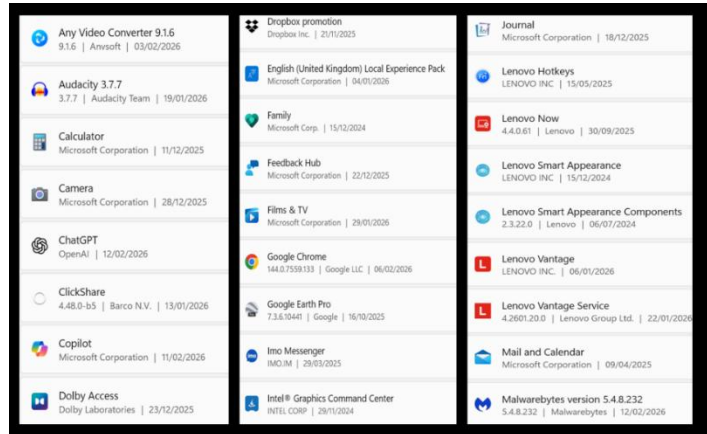 Any Video Converter 9.1.6
9.1.6 | Anvsoft | 03/02/2026
Audacity 3.7.7
3.7.7 | Audacity Team | 19/01/2026
Calculator
Microsoft Corporation | 11/12/2025
Camera
Microsoft Corporation | 28/12/2025
ChatGPT
OpenAI | 12/02/2026
ClickShare
4.48.0-b5 | Barco N.V. | 13/01/2026
Copilot
Microsoft Corporation | 11/02/2026
Dolby Access
Dolby Laboratories | 23/12/2025
Dropbox promotion
Dropbox Inc. | 21/11/2025
English (United Kingdom) Local Experience Pack
Microsoft Corporation | 04/01/2026
Family
Microsoft Corp. | 15/12/2024
Feedback Hub
Microsoft Corporation | 22/12/2025
Films & TV
Microsoft Corporation | 29/01/2026
Google Chrome
144.0.7559.133 | Google LLC | 06/02/2026
Google Earth Pro
7.3.6.10441 | Google | 16/10/2025
Imo Messenger
IMO.IM | 29/03/2025
Intel® Graphics Command Center
INTEL CORP | 29/11/2024
Journal
Microsoft Corporation | 18/12/2025
Lenovo Hotkeys
LENOVO INC | 15/05/2025
Lenovo Now
4.4.0.61 | Lenovo | 30/09/2025
Lenovo Smart Appearance
LENOVO INC | 15/12/2024
Lenovo Smart Appearance Components
2.3.22.0 | Lenovo | 06/07/2024
Lenovo Vantage
LENOVO INC. | 06/01/2026
Lenovo Vantage Service
4.2601.20.0 | Lenovo Group Ltd. | 22/01/2026
Mail and Calendar
Microsoft Corporation | 09/04/2025
Malwarebytes version 5.4.8.232
5.4.8.232 | Malwarebytes | 12/02/2026